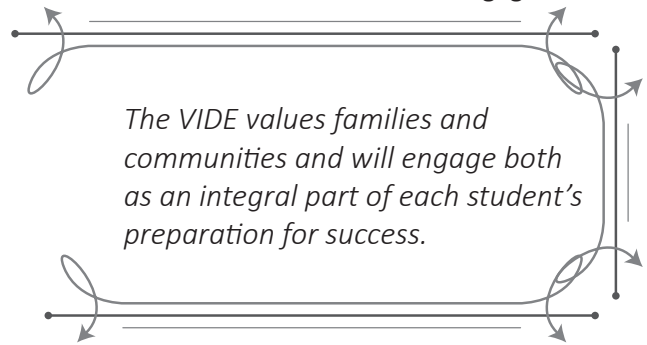 The VIDE values families and
communities and will engage both
as an integral part of each student’s
preparation for success.